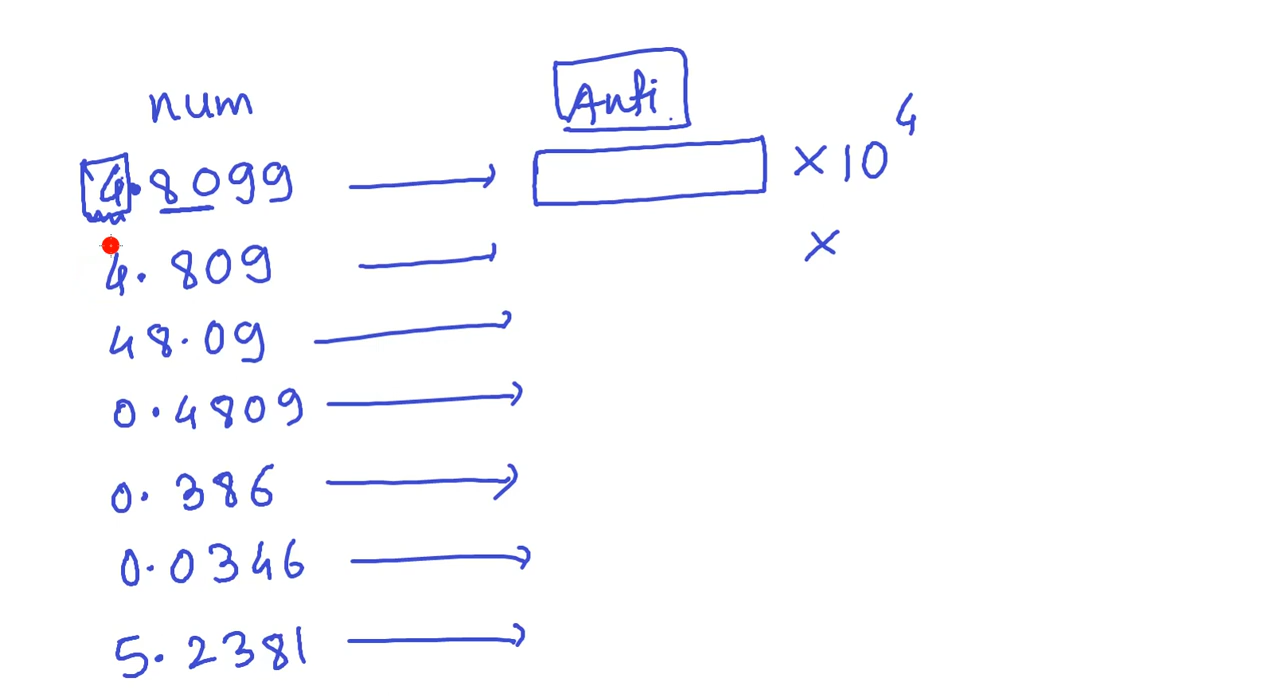 num Anti
4.8099 → ×10^4
4.809 → ×
48.09 →
0.4809 →
0.386 →
0.0346 →
5.2381 →